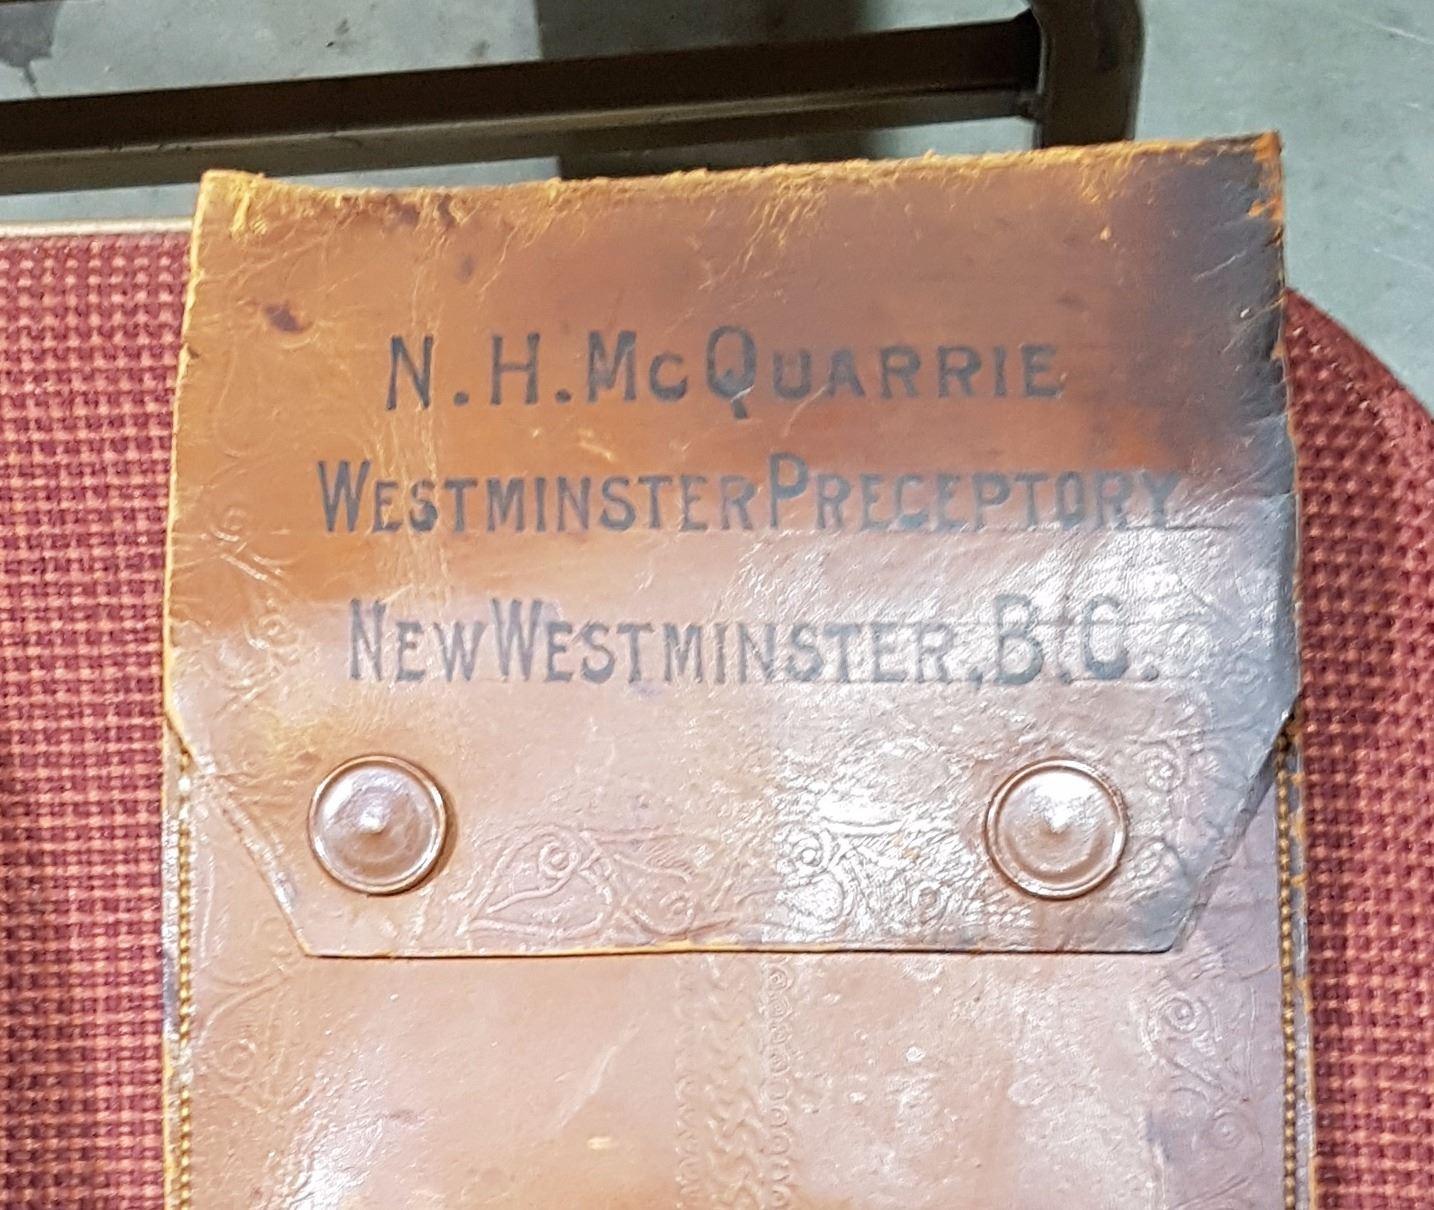 N. H. McQUARRIE
WESTMINSTER PRECEPTORY
NEW WESTMINSTER, B.C.